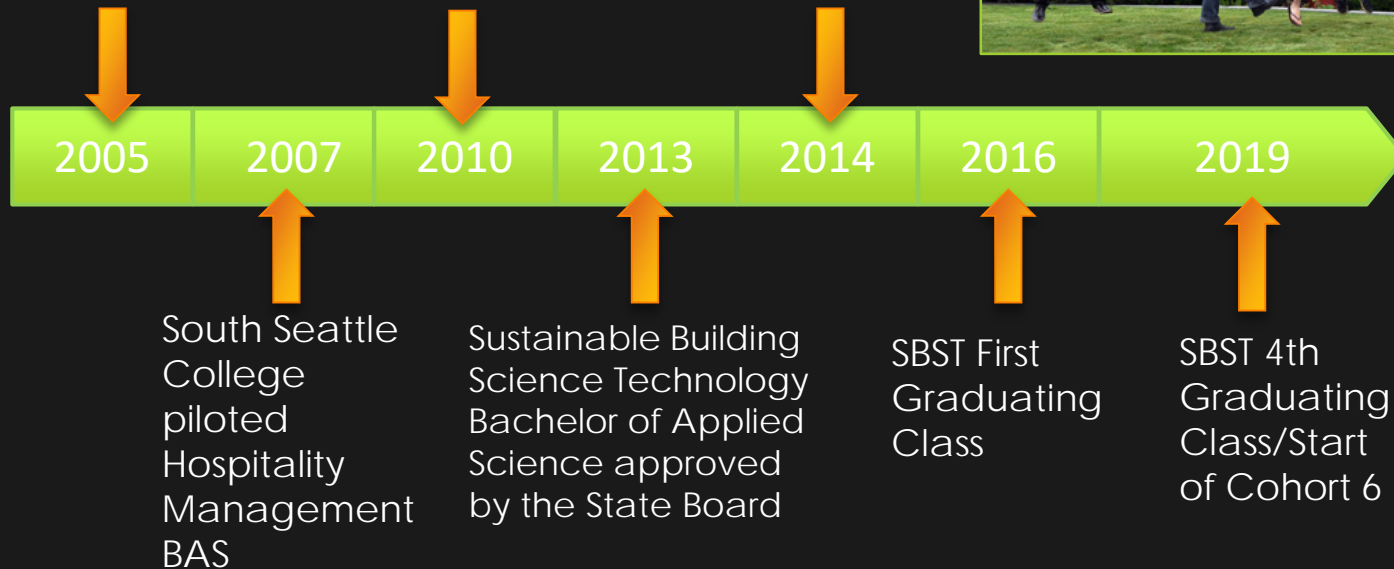 2005 2007 2010 2013 2014 2016 2019
South Seattle
College
piloted
Hospitality
Management
BAS
Sustainable Building
Science Technology
Bachelor of Applied
Science approved
by the State Board
SBST First
Graduating
Class
SBST 4th
Graduating
Class/Start
of Cohort 6